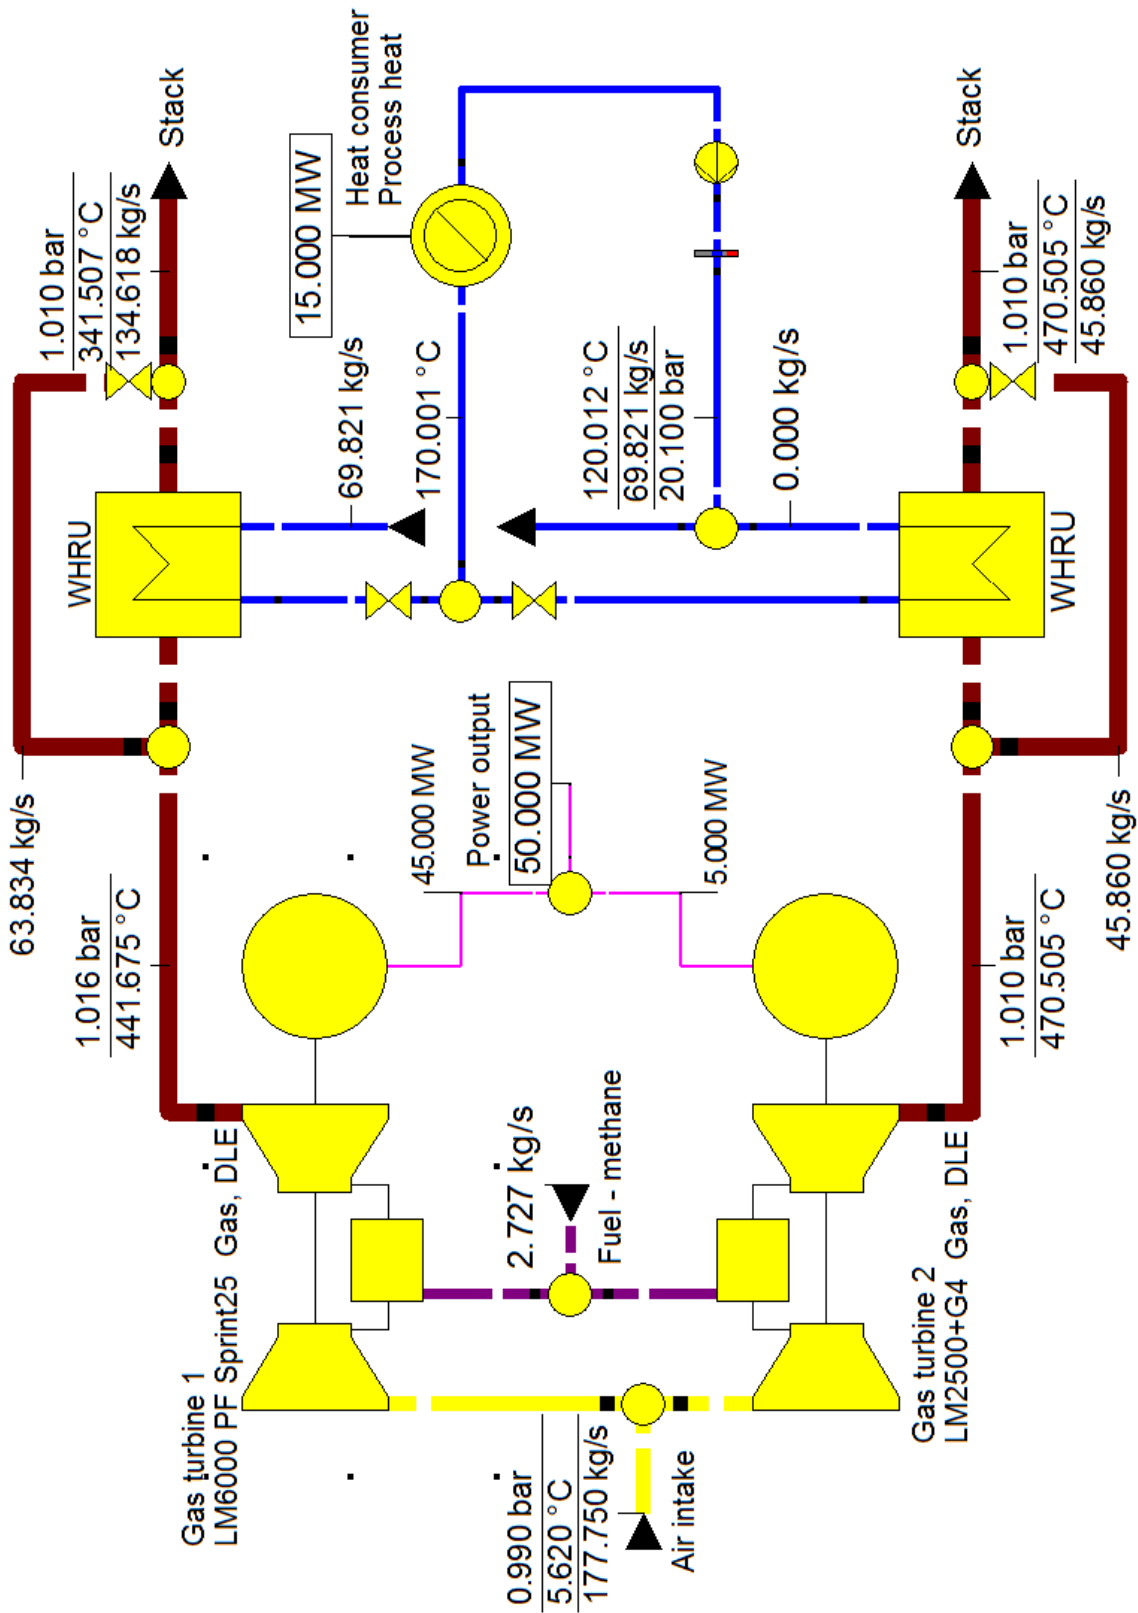 Gas turbine 1
LM6000 PF Sprint25 Gas, DLE
1.016 bar
441.675 °C
63.834 kg/s
WHRU
1.010 bar
341.507 °C
134.618 kg/s
Stack
69.821 kg/s
170.001 °C
15.000 MW
Heat consumer
Process heat
45.000 MW
Power output
50.000 MW
5.000 MW
120.012 °C
69.821 kg/s
20.100 bar
0.000 kg/s
0.990 bar
5.620 °C
177.750 kg/s
Air intake
2.727 kg/s
Fuel - methane
Gas turbine 2
LM2500+G4 Gas, DLE
1.010 bar
470.505 °C
45.860 kg/s
WHRU
1.010 bar
470.505 °C
45.860 kg/s
Stack